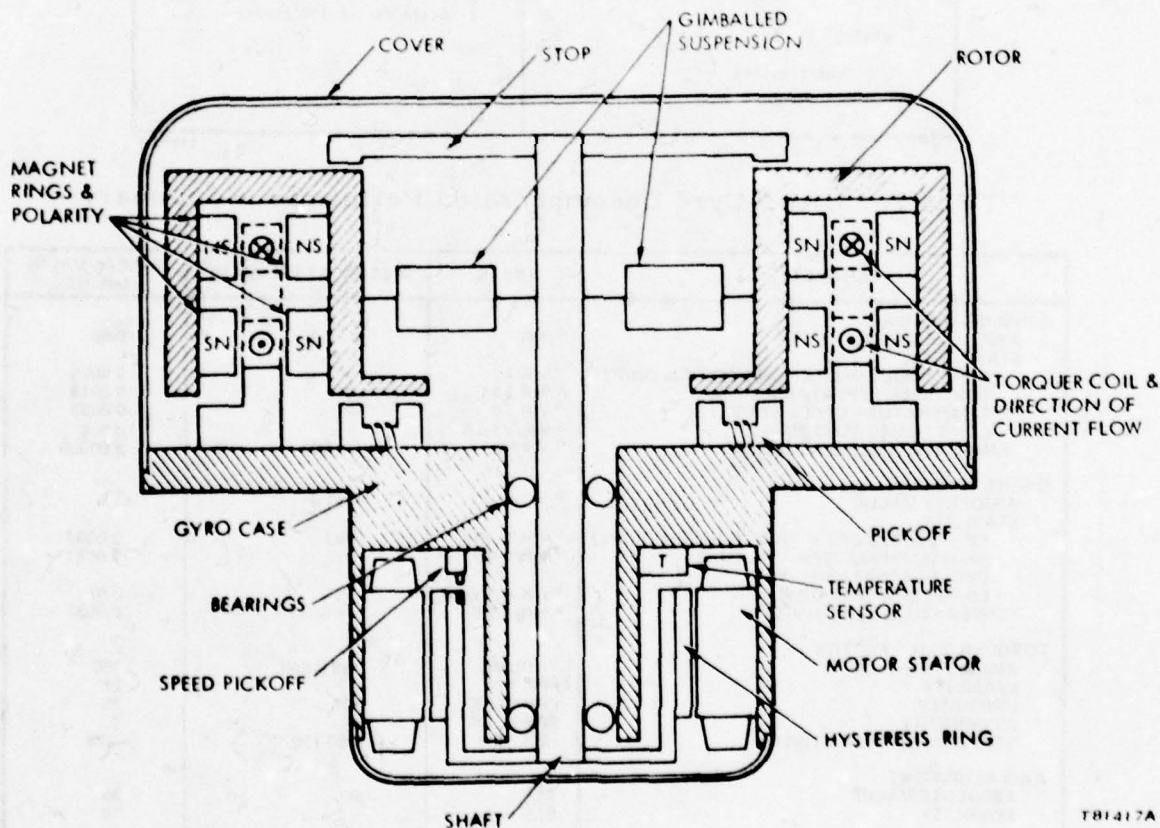 GIMBALLED
SUSPENSION
COVER
STOP
ROTOR
MAGNET
RINGS &
POLARITY
NS
SN
SN
NS
SN
SN
NS
NS
TORQUER COIL &
DIRECTION OF
CURRENT FLOW
GYRO CASE
PICKOFF
T
TEMPERATURE
SENSOR
BEARINGS
MOTOR STATOR
SPEED PICKOFF
HYSTERESIS RING
SHAFT
T81417A